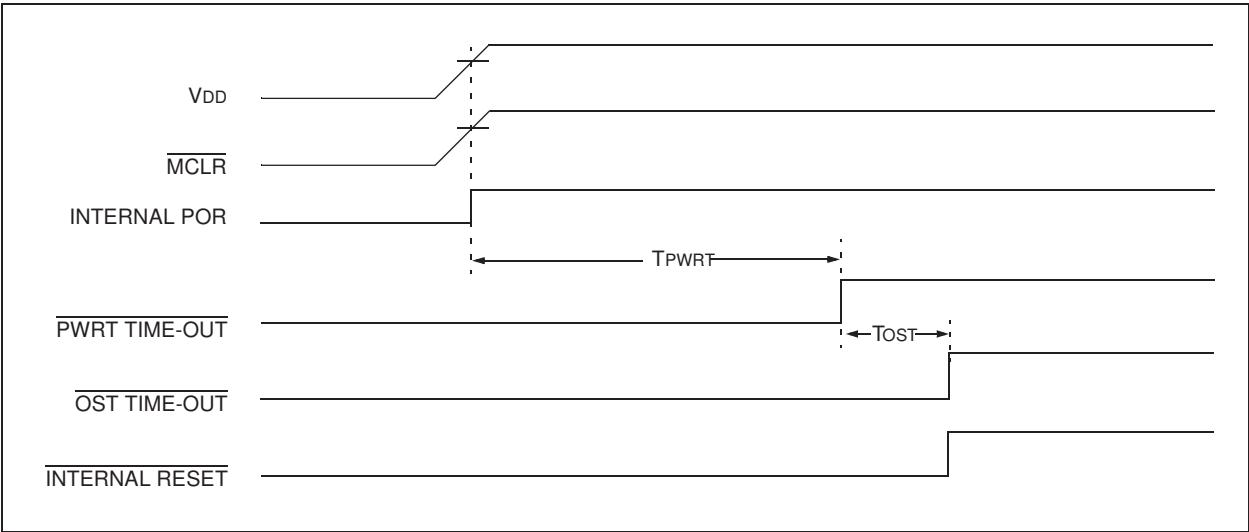 VDD
MCLR
INTERNAL POR
TPWRT
PWRT TIME-OUT
TOST
OST TIME-OUT
INTERNAL RESET